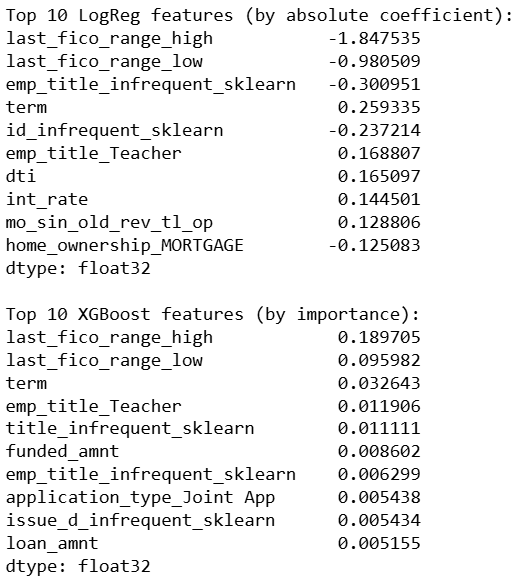 Top 10 LogReg features (by absolute coefficient):
last_fico_range_high -1.847535
last_fico_range_low -0.980509
emp_title_infrequent_sklearn -0.300951
term 0.259335
id_infrequent_sklearn -0.237214
emp_title_Teacher 0.168807
dti 0.165097
int_rate 0.144501
mo_sin_old_rev_tl_op 0.128806
home_ownership_MORTGAGE -0.125083
dtype: float32

Top 10 XGBoost features (by importance):
last_fico_range_high 0.189705
last_fico_range_low 0.095982
term 0.032643
emp_title_Teacher 0.011906
title_infrequent_sklearn 0.011111
funded_amnt 0.008602
emp_title_infrequent_sklearn 0.006299
application_type_Joint App 0.005438
issue_d_infrequent_sklearn 0.005434
loan_amnt 0.005155
dtype: float32